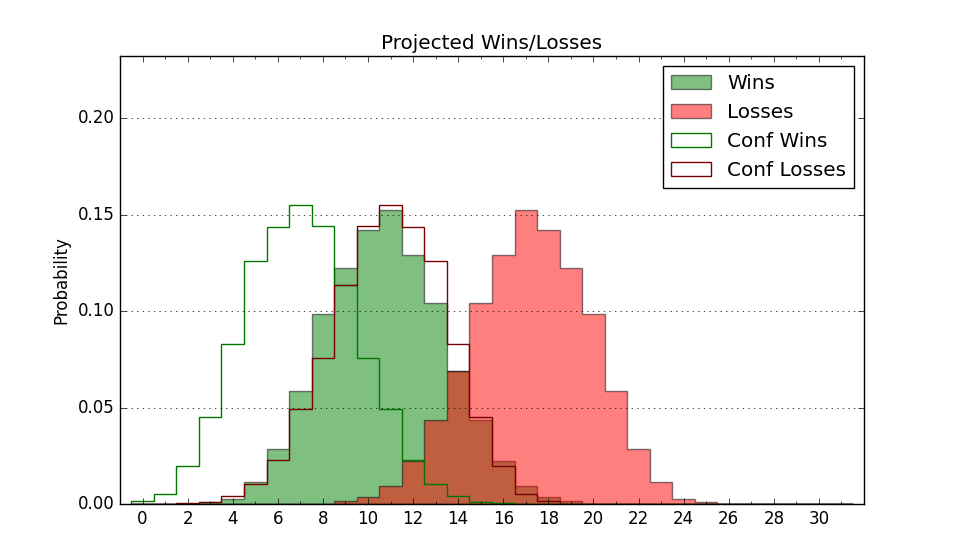 Projected Wins/Losses
Wins
Losses
Conf Wins
Conf Losses
Probability
0.20
0.15
0.10
0.05
0.00
0 2 4 6 8 10 12 14 16 18 20 22 24 26 28 30